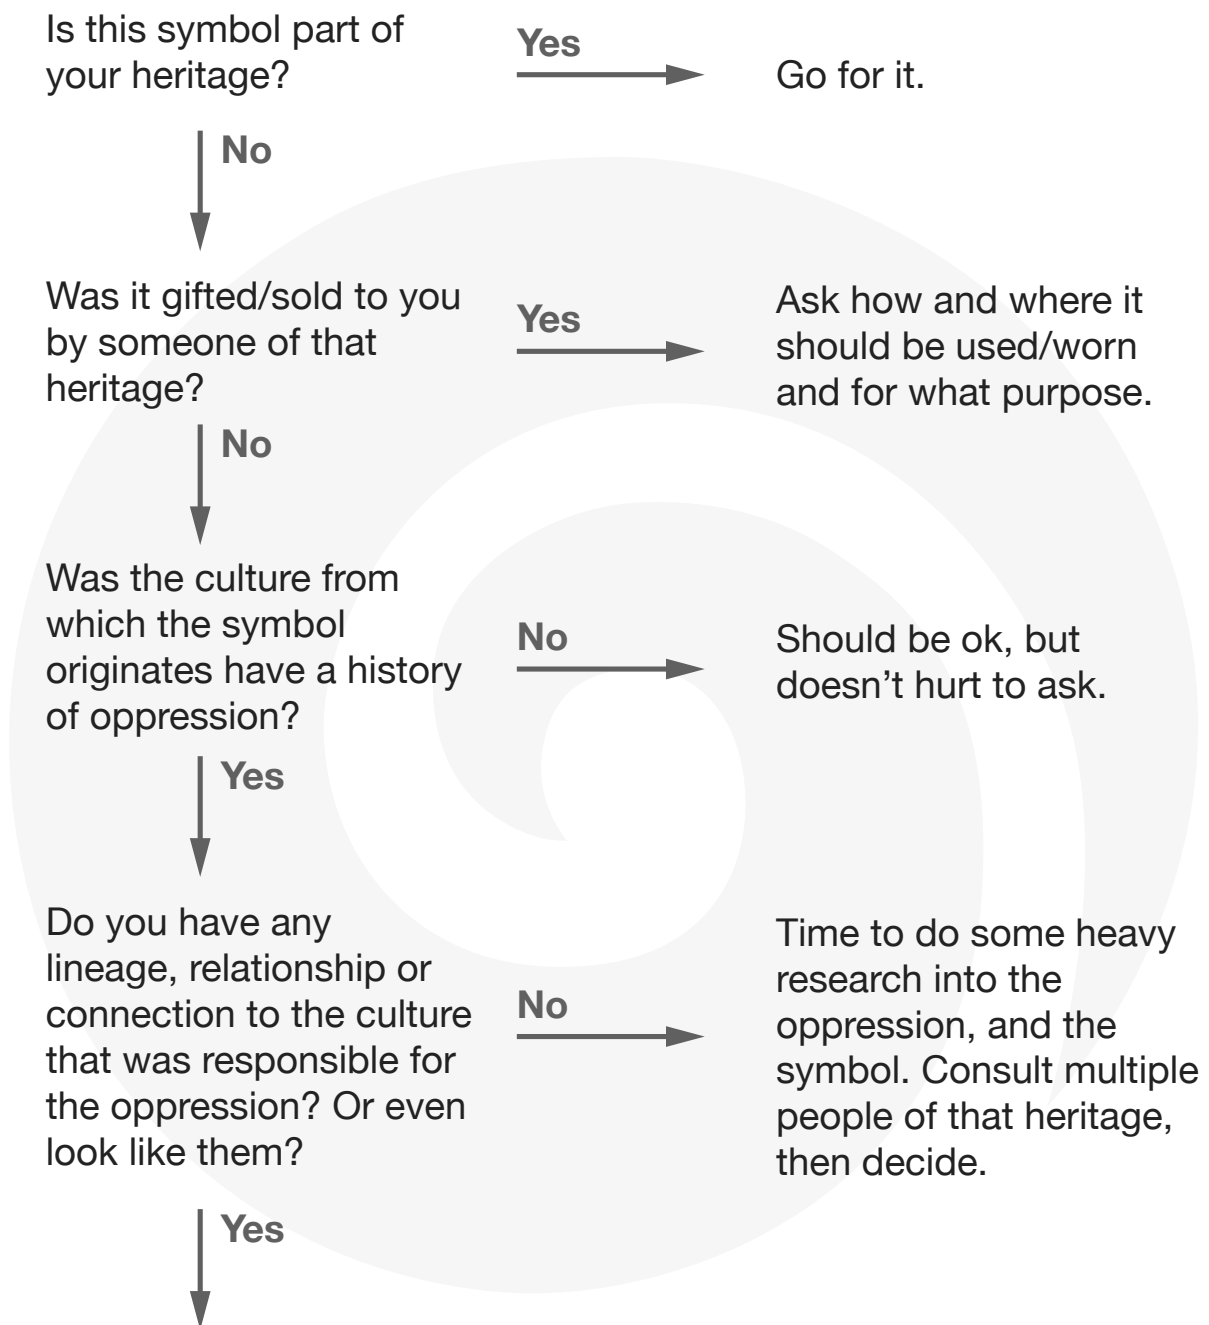 Is this symbol part of
your heritage?
Yes
Go for it.
No
Was it gifted/sold to you
by someone of that
heritage?
Yes
Ask how and where it
should be used/worn
and for what purpose.
No
Was the culture from
which the symbol
originates have a history
of oppression?
No
Should be ok, but
doesn’t hurt to ask.
Yes
Do you have any
lineage, relationship or
connection to the culture
that was responsible for
the oppression? Or even
look like them?
No
Time to do some heavy
research into the
oppression, and the
symbol. Consult multiple
people of that heritage,
then decide.
Yes